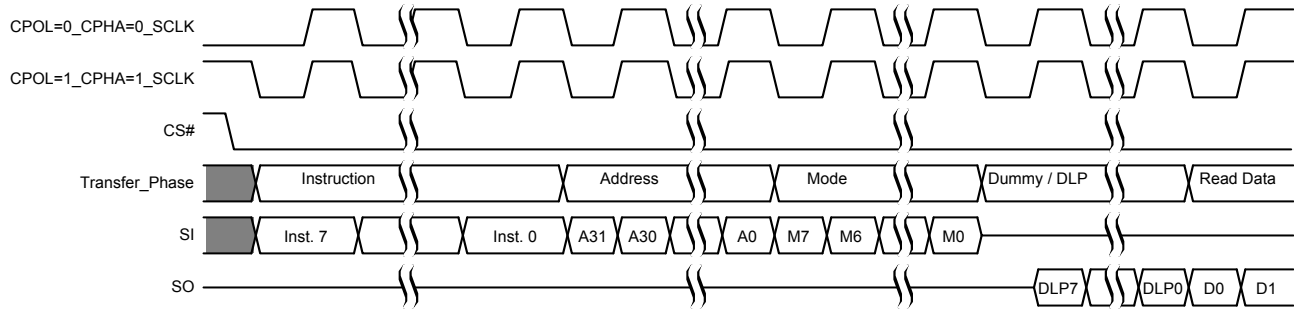 CPOL=0_CPHA=0_SCLK
CPOL=1_CPHA=1_SCLK
CS#
Transfer_Phase Instruction Address Mode Dummy / DLP Read Data
SI Inst. 7 Inst. 0 A31 A30 A0 M7 M6 M0
SO DLP7 DLP0 D0 D1